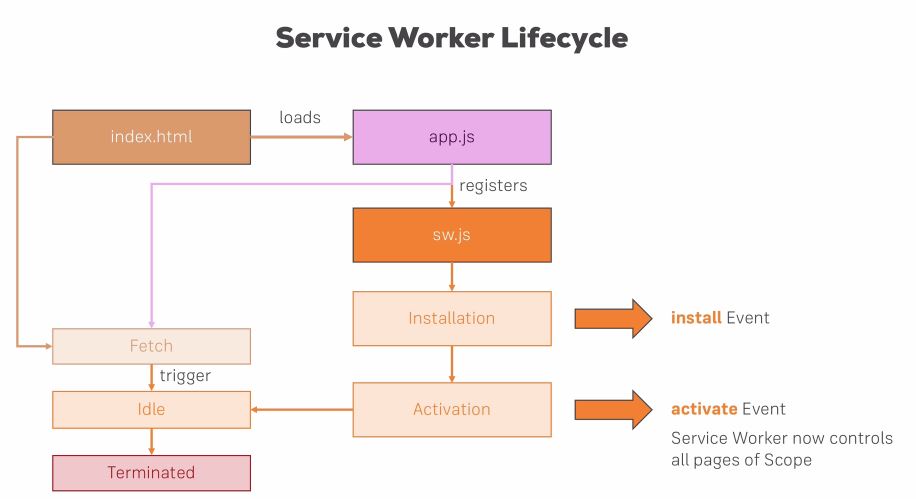 Service Worker Lifecycle
loads
index.html
app.js
registers
sw.js
Installation
install Event
Fetch
trigger
Idle
Activation
activate Event
Service Worker now controls
all pages of Scope
Terminated